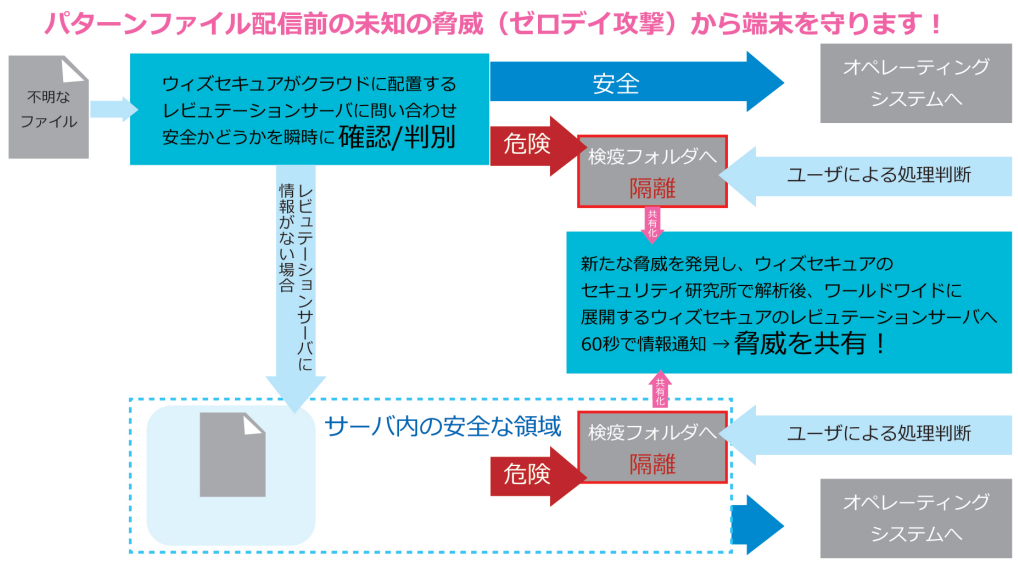 パターンファイル配信前の未知の脅威（ゼロデイ攻撃）から端末を守ります！
不明な
ファイル
ウィズセキュアがクラウドに配置する
レピュテーションサーバに問い合わせ
安全かどうかを瞬時に 確認/判別
安全
オペレーティング
システムへ
危険
検疫フォルダへ
隔離
ユーザによる処理判断
共有化
レピュテーションサーバに
情報がない場合
新たな脅威を発見し、ウィズセキュアの
セキュリティ研究所で解析後、ワールドワイドに
展開するウィズセキュアのレピュテーションサーバへ
60秒で情報通知 → 脅威を共有！
共有化
サーバ内の安全な領域
危険
検疫フォルダへ
隔離
ユーザによる処理判断
オペレーティング
システムへ